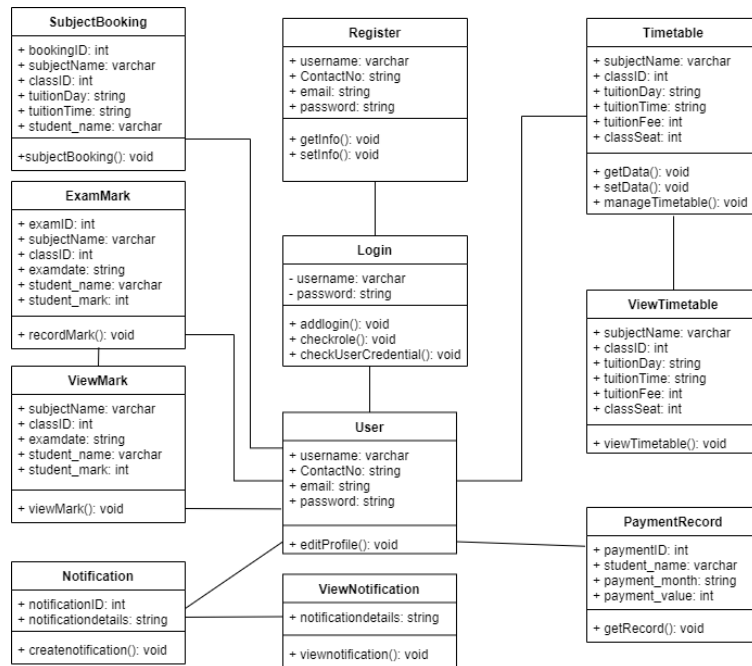 SubjectBooking
+ bookingID: int
+ subjectName: varchar
+ classID: int
+ tuitionDay: string
+ tuitionTime: string
+ student_name: varchar
+subjectBooking(): void
Register
+ username: varchar
+ ContactNo: string
+ email: string
+ password: string
+ getInfo(): void
+ setInfo(): void
Timetable
+ subjectName: varchar
+ classID: int
+ tuitionDay: string
+ tuitionTime: string
+ tuitionFee: int
+ classSeat: int
+ getData(): void
+ setData(): void
+ manageTimetable(): void
ExamMark
+ examID: int
+ subjectName: varchar
+ classID: int
+ examdate: string
+ student_name: varchar
+ student_mark: int
+ recordMark(): void
Login
- username: varchar
- password: string
+ addlogin(): void
+ checkrole(): void
+ checkUserCredential(): void
ViewTimetable
+ subjectName: varchar
+ classID: int
+ tuitionDay: string
+ tuitionTime: string
+ tuitionFee: int
+ classSeat: int
+ viewTimetable(): void
ViewMark
+ subjectName: varchar
+ classID: int
+ examdate: string
+ student_name: varchar
+ student_mark: int
+ viewMark(): void
User
+ username: varchar
+ ContactNo: string
+ email: string
+ password: string
+ editProfile(): void
PaymentRecord
+ paymentID: int
+ student_name: varchar
+ payment_month: string
+ payment_value: int
+ getRecord(): void
Notification
+ notificationID: int
+ notificationdetails: string
+ createnotification(): void
ViewNotification
+ notificationdetails: string
+ viewnotification(): void